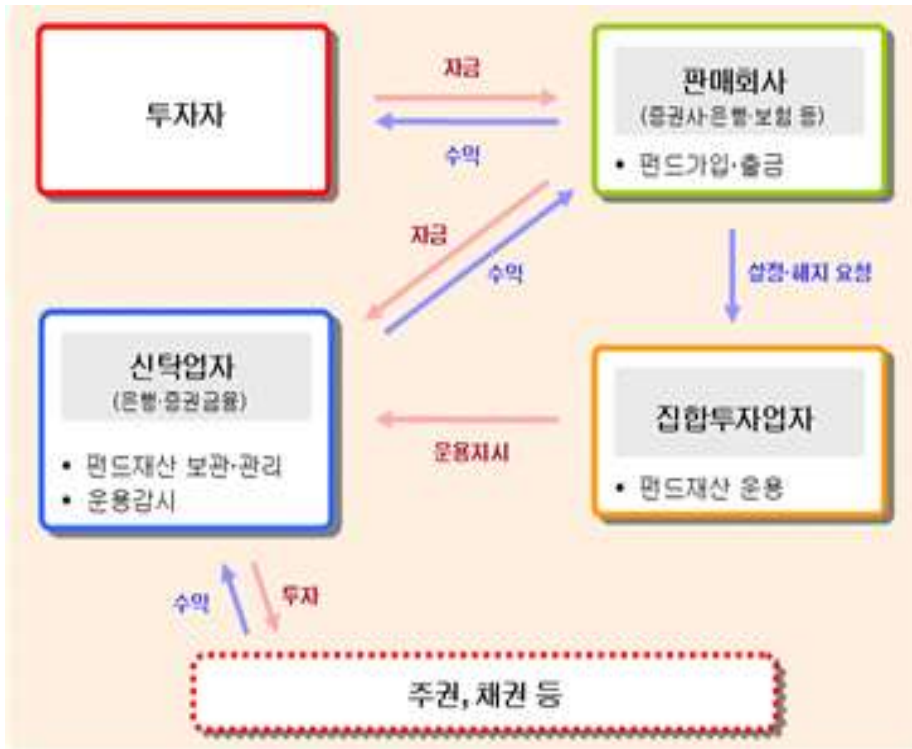 투자자
자금
수익
판매회사
(증권사·은행·보험 등)
• 펀드가입·출금
자금
수익
설정·해지 요청
신탁업자
(은행·증권금융)
• 펀드재산 보관·관리
• 운용감시
운용지시
집합투자업자
• 펀드재산 운용
수익
투자
주권, 채권 등